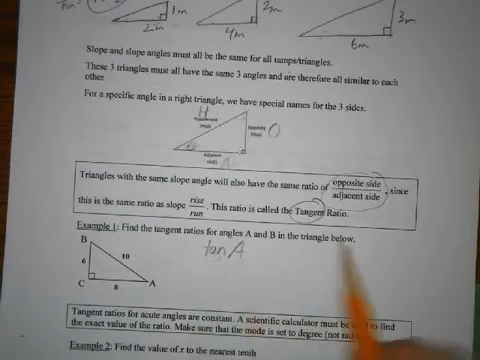 1m
2m
2m
4m
3m
6m
Slope and slope angles must all be the same for all ramps/triangles.
These 3 triangles must all have the same 3 angles and are therefore all similar to each
other
For a specific angle in a right triangle, we have special names for the 3 sides.
H
Hypotenuse
(Hyp)
Opposite
(Opp)
O
Adjacent
(Adj)
Triangles with the same slope angle will also have the same ratio of opposite side / adjacent side, since
this is the same ratio as slope rise / run. This ratio is called the Tangent Ratio.
Example 1: Find the tangent ratios for angles A and B in the triangle below.
tan A
B
6
10
C
8
A
Tangent ratios for acute angles are constant. A scientific calculator must be used to find
the exact value of the ratio. Make sure that the mode is set to degree (not
Example 2: Find the value of x to the nearest tenth